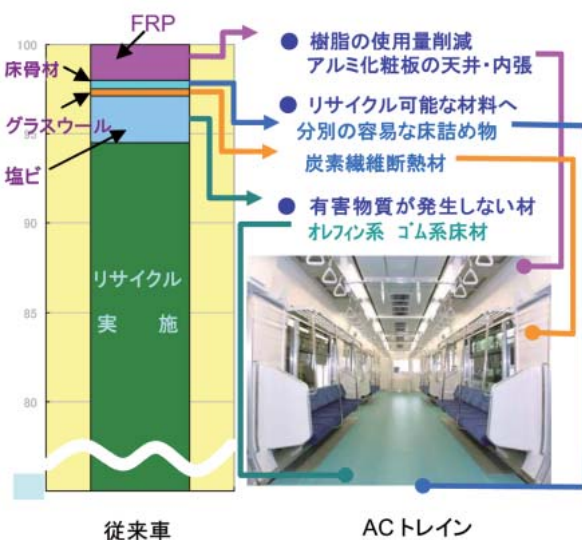 100
95
90
85
80
FRP
床骨材
グラスウール
塩ビ
リサイクル
実 施
従来車
● 樹脂の使用量削減
アルミ化粧板の天井・内張
● リサイクル可能な材料へ
分別の容易な床詰め物
炭素繊維断熱材
● 有害物質が発生しない材
オレフィン系 ゴム系床材
ACトレイン